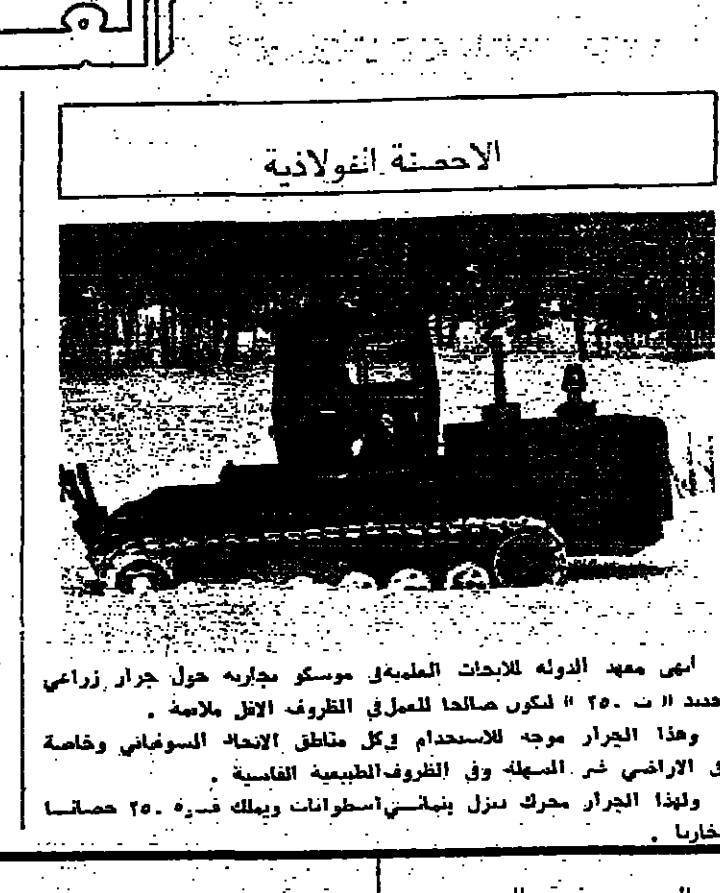 الاحصنة الفولاذية
انهى معهد الدوله للابحاث العلمية في موسكو تجاربه حول جرار زراعي
جديد « ت - ٢٥٠ » ليكون صالحا للعمل في الظروف الاقل ملاءمة .
وهذا الجرار موجه للاستخدام في كل مناطق الاتحاد السوفياتي وخاصة
في الاراضي غير السهلة وفي الظروف الطبيعية القاسية .
ولهذا الجرار محرك ديزل بثماني اسطوانات ويملك قدرة ٢٥٠ حصانا
بخاريا .